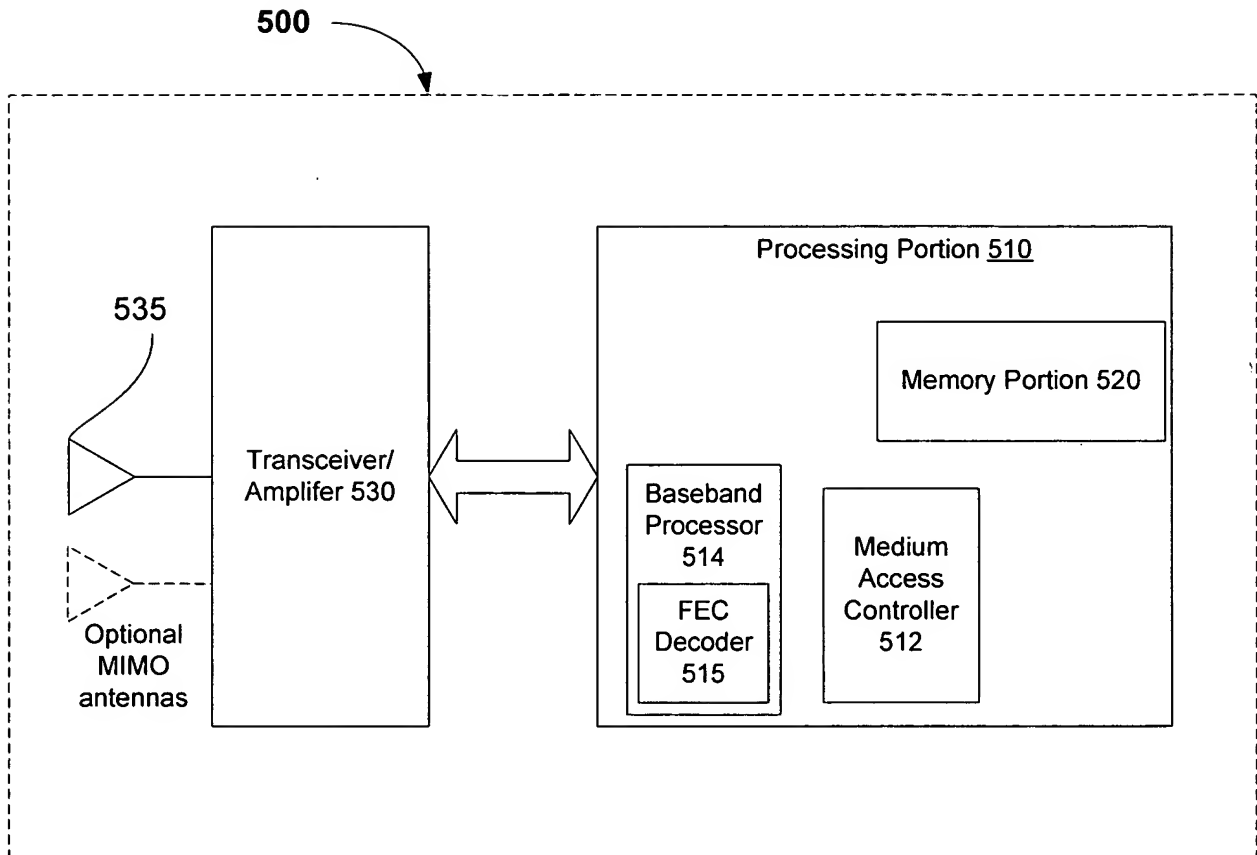 500
Processing Portion 510
535
Memory Portion 520
Transceiver/
Amplifer 530
Baseband
Processor
514
FEC
Decoder
515
Medium
Access
Controller
512
Optional
MIMO
antennas